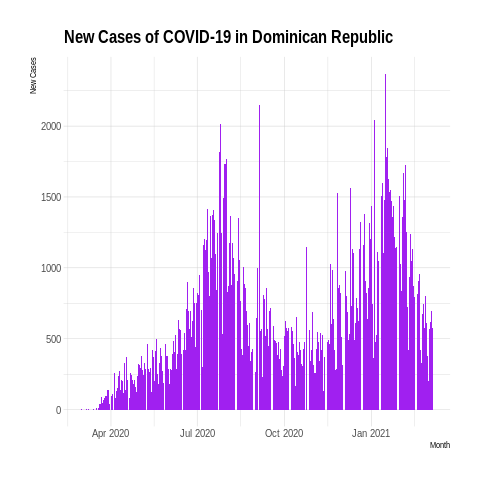 New Cases of COVID-19 in Dominican Republic
New Cases
2000
1500
1000
500
0
Apr 2020 Jul 2020 Oct 2020 Jan 2021
Month